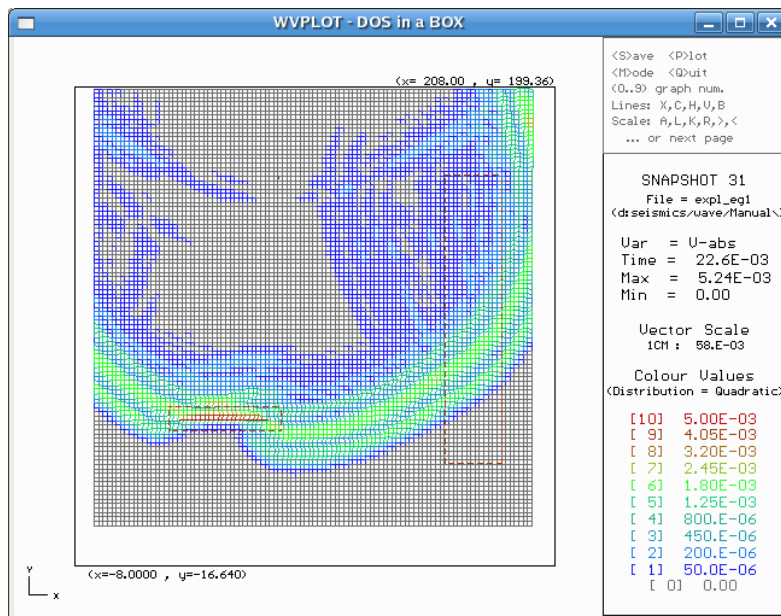 WVPLOT - DOS in a BOX
(x= 208.00 , y= 199.36)
(x=-8.0000 , y=-16.640)
Y
X
<S>ave <P>lot
<M>ode <Q>uit
(0..9) graph num.
Lines: X,C,H,V,B
Scale: A,L,K,R,>,<
... or next page
SNAPSHOT 31
File = expl_eg1
(d:seismics/wave/Manual\
Var = V-abs
Time = 22.6E-03
Max = 5.24E-03
Min = 0.00
Vector Scale
1CM : 58.E-03
Colour Values
(Distribution = Quadratic)
[10] 5.00E-03
[ 9] 4.05E-03
[ 8] 3.20E-03
[ 7] 2.45E-03
[ 6] 1.80E-03
[ 5] 1.25E-03
[ 4] 800.E-06
[ 3] 450.E-06
[ 2] 200.E-06
[ 1] 50.0E-06
[ 0] 0.00